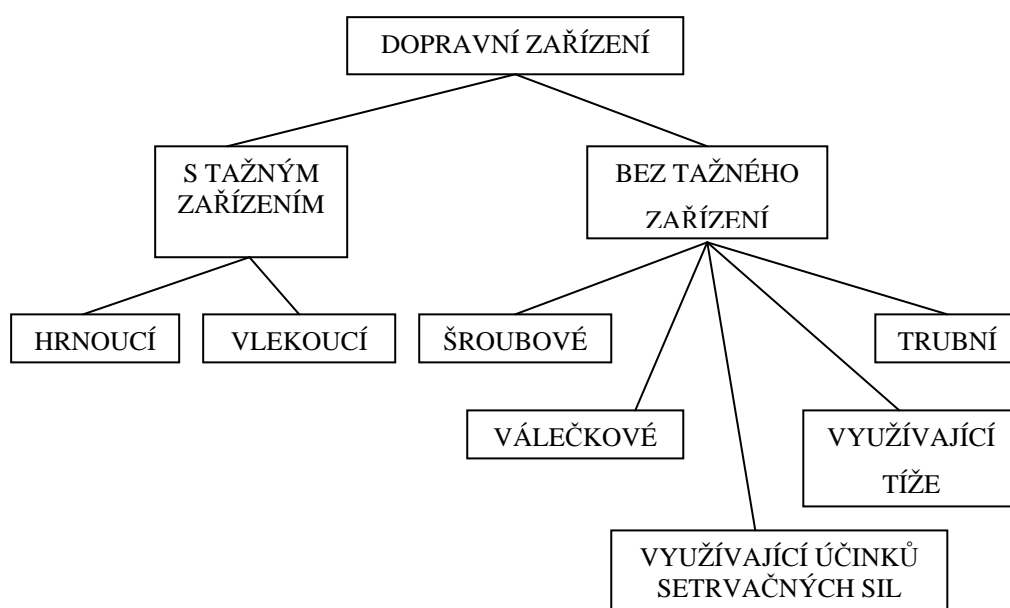 DOPRAVNÍ ZAŘÍZENÍ
S TAŽNÝM
ZAŘÍZENÍM
BEZ TAŽNÉHO
ZAŘÍZENÍ
HRNOUCÍ
VLEKOUCÍ
ŠROUBOVÉ
TRUBNÍ
VÁLEČKOVÉ
VYUŽÍVAJÍCÍ
TÍŽE
VYUŽÍVAJÍCÍ ÚČINKŮ
SETRVAČNÝCH SIL